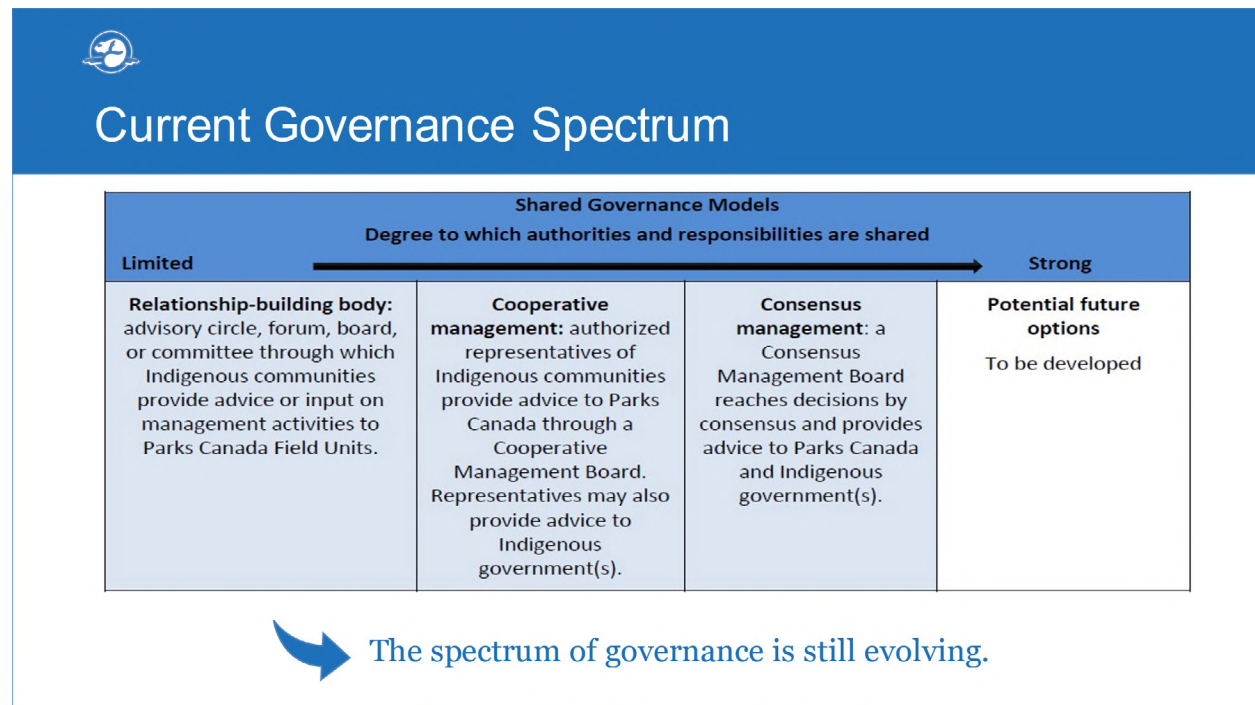 Current Governance Spectrum
Shared Governance Models
Degree to which authorities and responsibilities are shared
Limited
Strong
Relationship-building body:
advisory circle, forum, board,
or committee through which
Indigenous communities
provide advice or input on
management activities to
Parks Canada Field Units.
Cooperative
management: authorized
representatives of
Indigenous communities
provide advice to Parks
Canada through a
Cooperative
Management Board.
Representatives may also
provide advice to
Indigenous
government(s).
Consensus
management: a
Consensus
Management Board
reaches decisions by
consensus and provides
advice to Parks Canada
and Indigenous
government(s).
Potential future
options
To be developed
The spectrum of governance is still evolving.